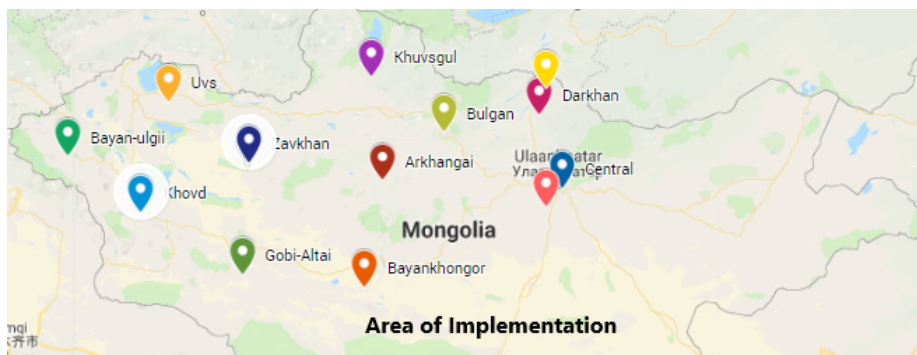 Khuvsgul
Uvs
Darkhan
Bulgan
Bayan-ulgii
Zavkhan
Arkhangai
Ulaanbaatar
Central
Khovd
Mongolia
Gobi-Altai
Bayankhongor
Area of Implementation